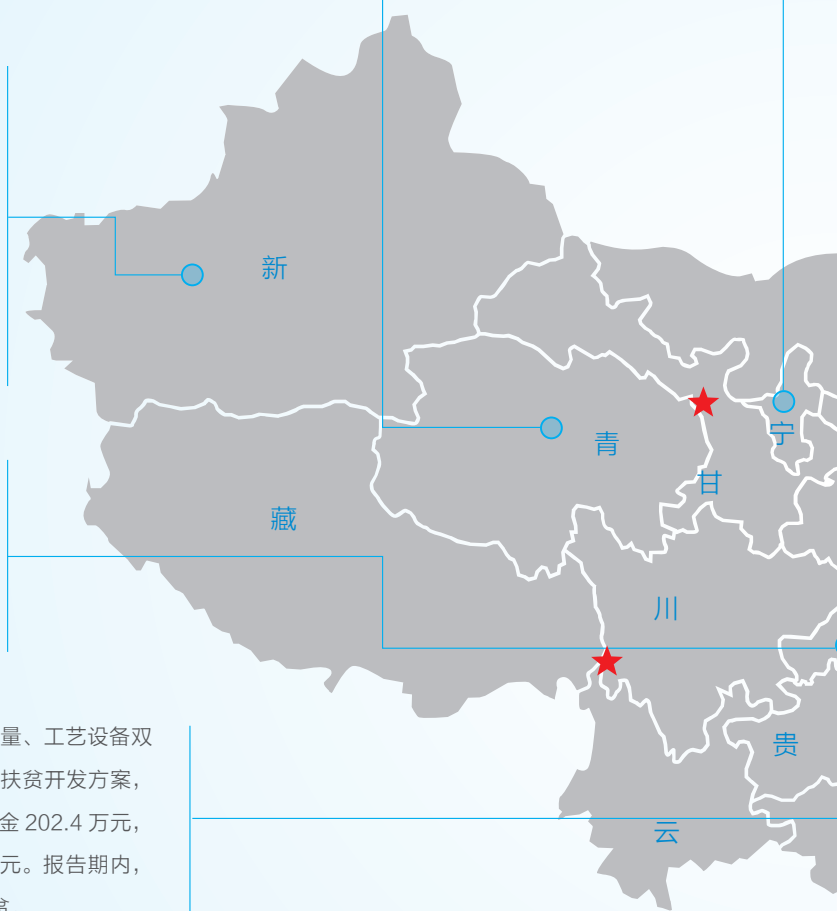 新
青
宁
甘
藏
川
贵
云
量、工艺设备双
扶贫开发方案，
金 202.4 万元，
元。报告期内，